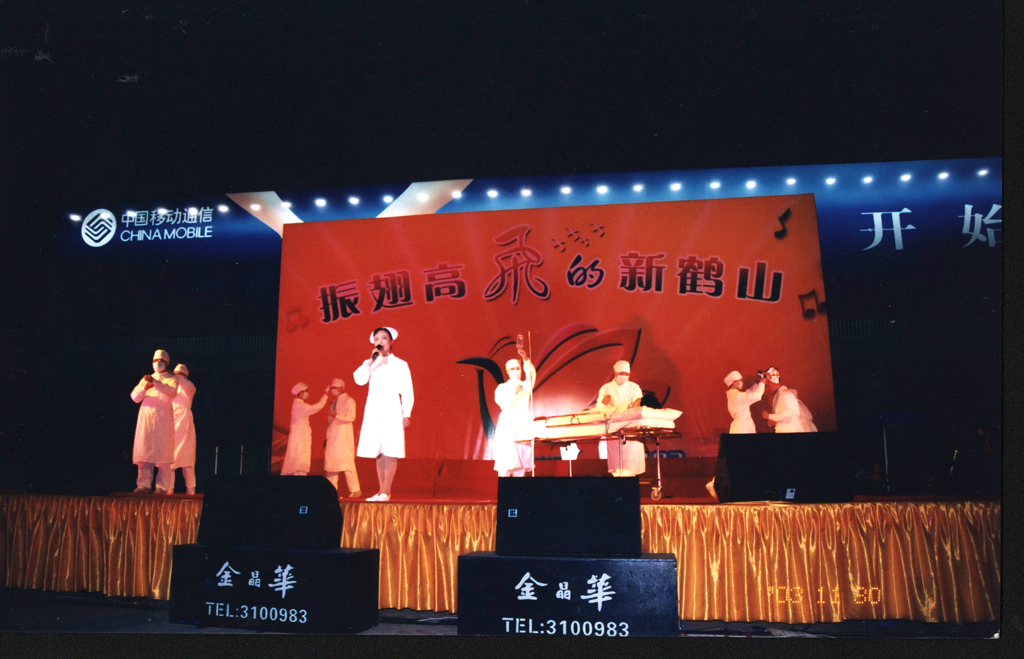 中国移动通信
CHINA MOBILE
开始
振翅高飛的新鹤山
金晶華
TEL:3100983
金晶華
TEL:3100983
'03 11 30